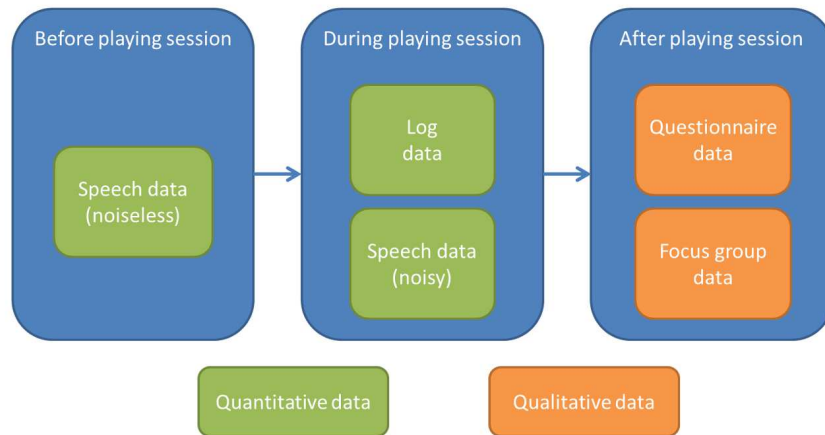 Before playing session
Speech data
(noiseless)
During playing session
Log
data
Speech data
(noisy)
After playing session
Questionnaire
data
Focus group
data
Quantitative data
Qualitative data